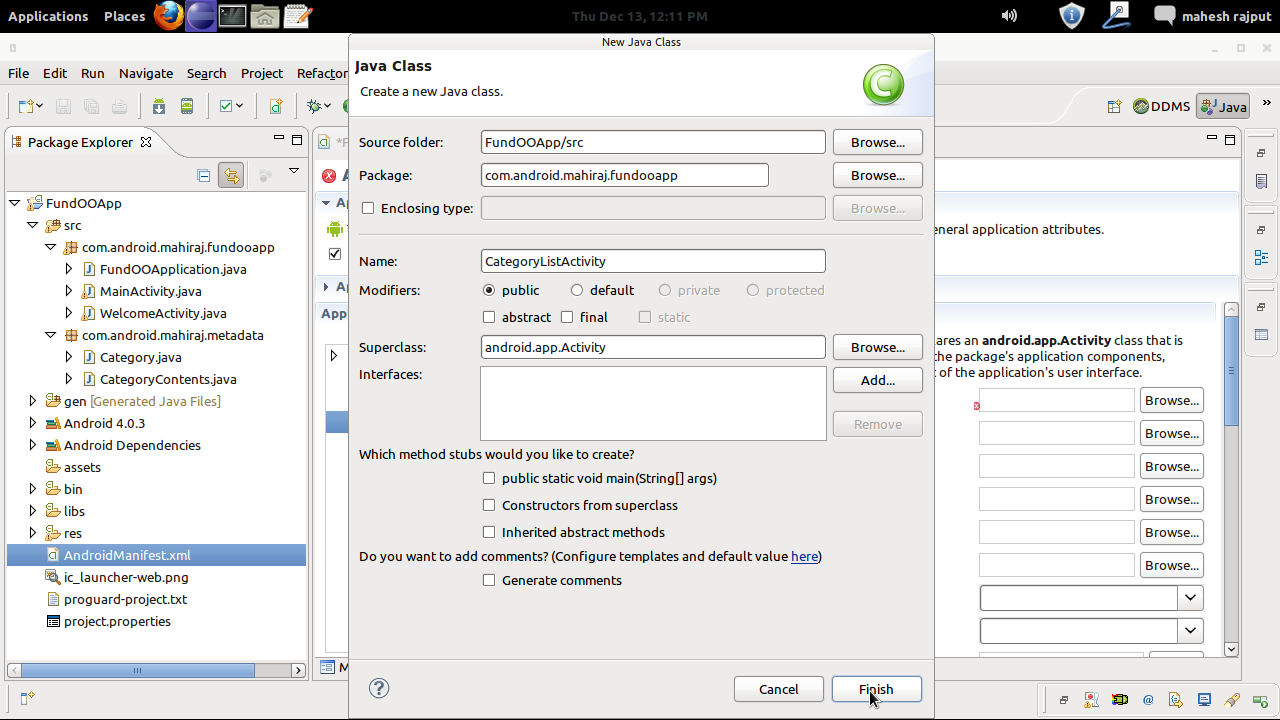 Applications Places Thu Dec 13, 12:11 PM mahesh rajput
New Java Class
File Edit Run Navigate Search Project Refactor
Java Class
Create a new Java class.
DDMS Java
Package Explorer
Source folder: FundOOApp/src Browse...
Package: com.android.mahiraj.fundooapp Browse...
Enclosing type: Browse...
Name: CategoryListActivity
Modifiers: public default private protected
abstract final static
Superclass: android.app.Activity Browse...
Interfaces: Add...
Remove
Which method stubs would you like to create?
public static void main(String[] args)
Constructors from superclass
Inherited abstract methods
Do you want to add comments? (Configure templates and default value here)
Generate comments
Cancel Finish
FundOOApp
src
com.android.mahiraj.fundooapp
FundOOApplication.java
MainActivity.java
WelcomeActivity.java
com.android.mahiraj.metadata
Category.java
CategoryContents.java
gen [Generated Java Files]
Android 4.0.3
Android Dependencies
assets
bin
libs
res
AndroidManifest.xml
ic_launcher-web.png
proguard-project.txt
project.properties
eneral application attributes.
ares an android.app.Activity class that is
the package's application components,
t of the application's user interface.
Browse...
Browse...
Browse...
Browse...
Browse...
Browse...